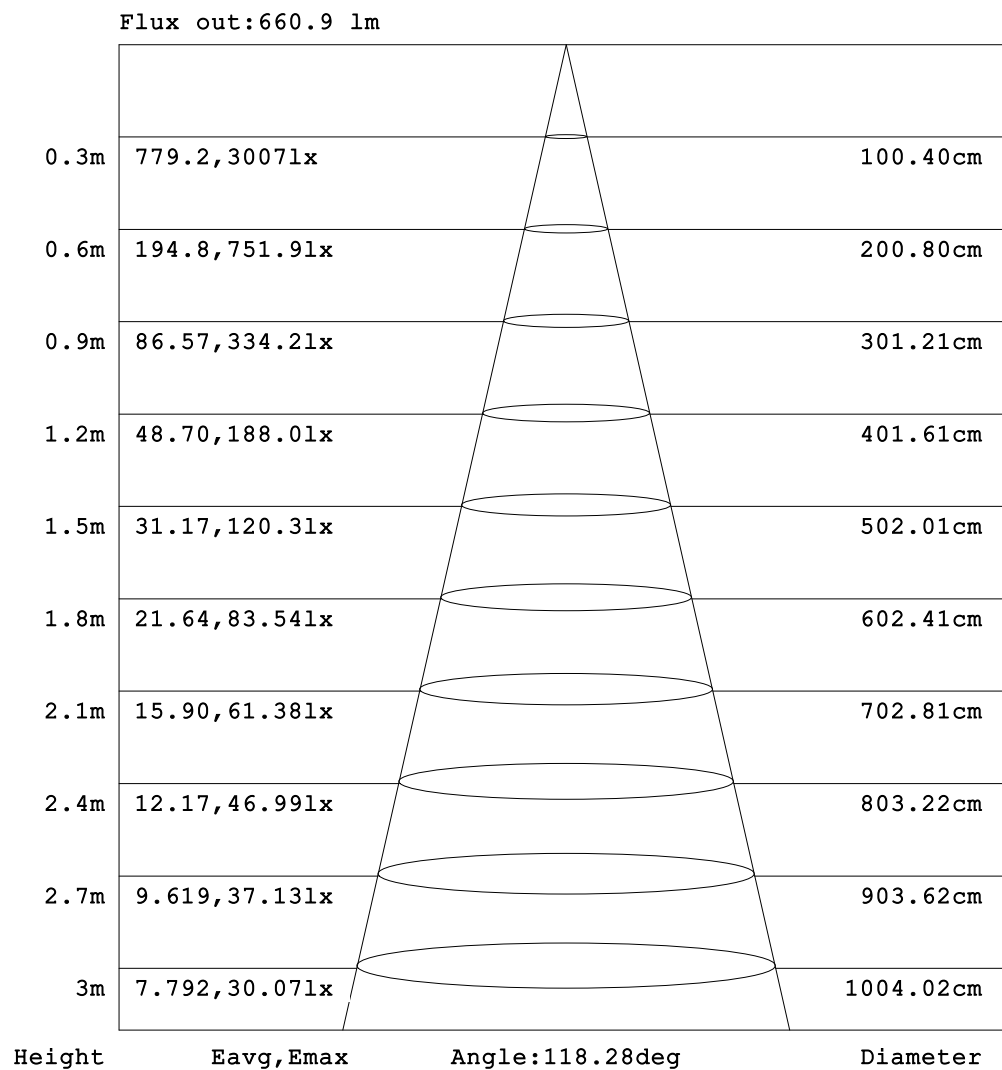 Flux out:660.9 lm
0.3m 779.2,3007lx 100.40cm
0.6m 194.8,751.9lx 200.80cm
0.9m 86.57,334.2lx 301.21cm
1.2m 48.70,188.0lx 401.61cm
1.5m 31.17,120.3lx 502.01cm
1.8m 21.64,83.54lx 602.41cm
2.1m 15.90,61.38lx 702.81cm
2.4m 12.17,46.99lx 803.22cm
2.7m 9.619,37.13lx 903.62cm
3m 7.792,30.07lx 1004.02cm
Height Eavg,Emax Angle:118.28deg Diameter